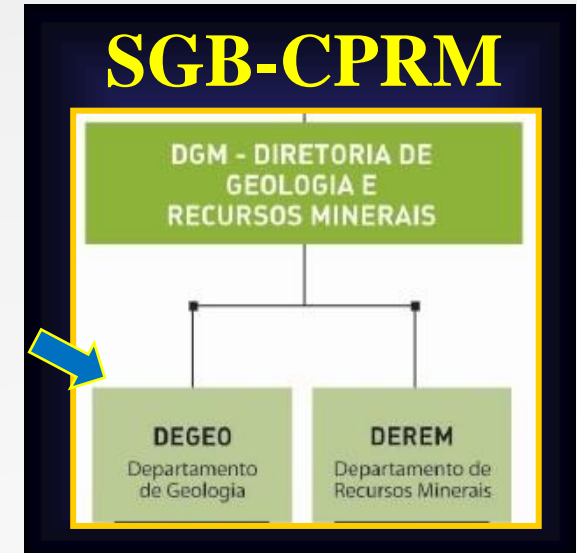 SGB-CPRM
DGM - DIRETORIA DE
GEOLOGIA E
RECURSOS MINERAIS
DEGEO
Departamento
de Geologia
DEREM
Departamento de
Recursos Minerais